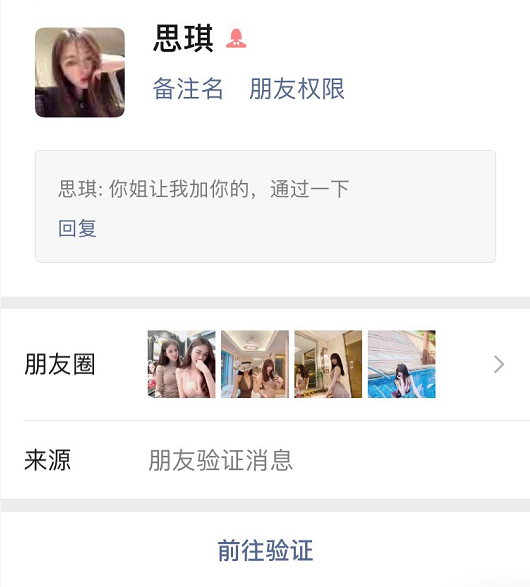 思琪
备注名 朋友权限
思琪: 你姐让我加你的，通过一下
回复
朋友圈
来源 朋友验证消息
前往验证